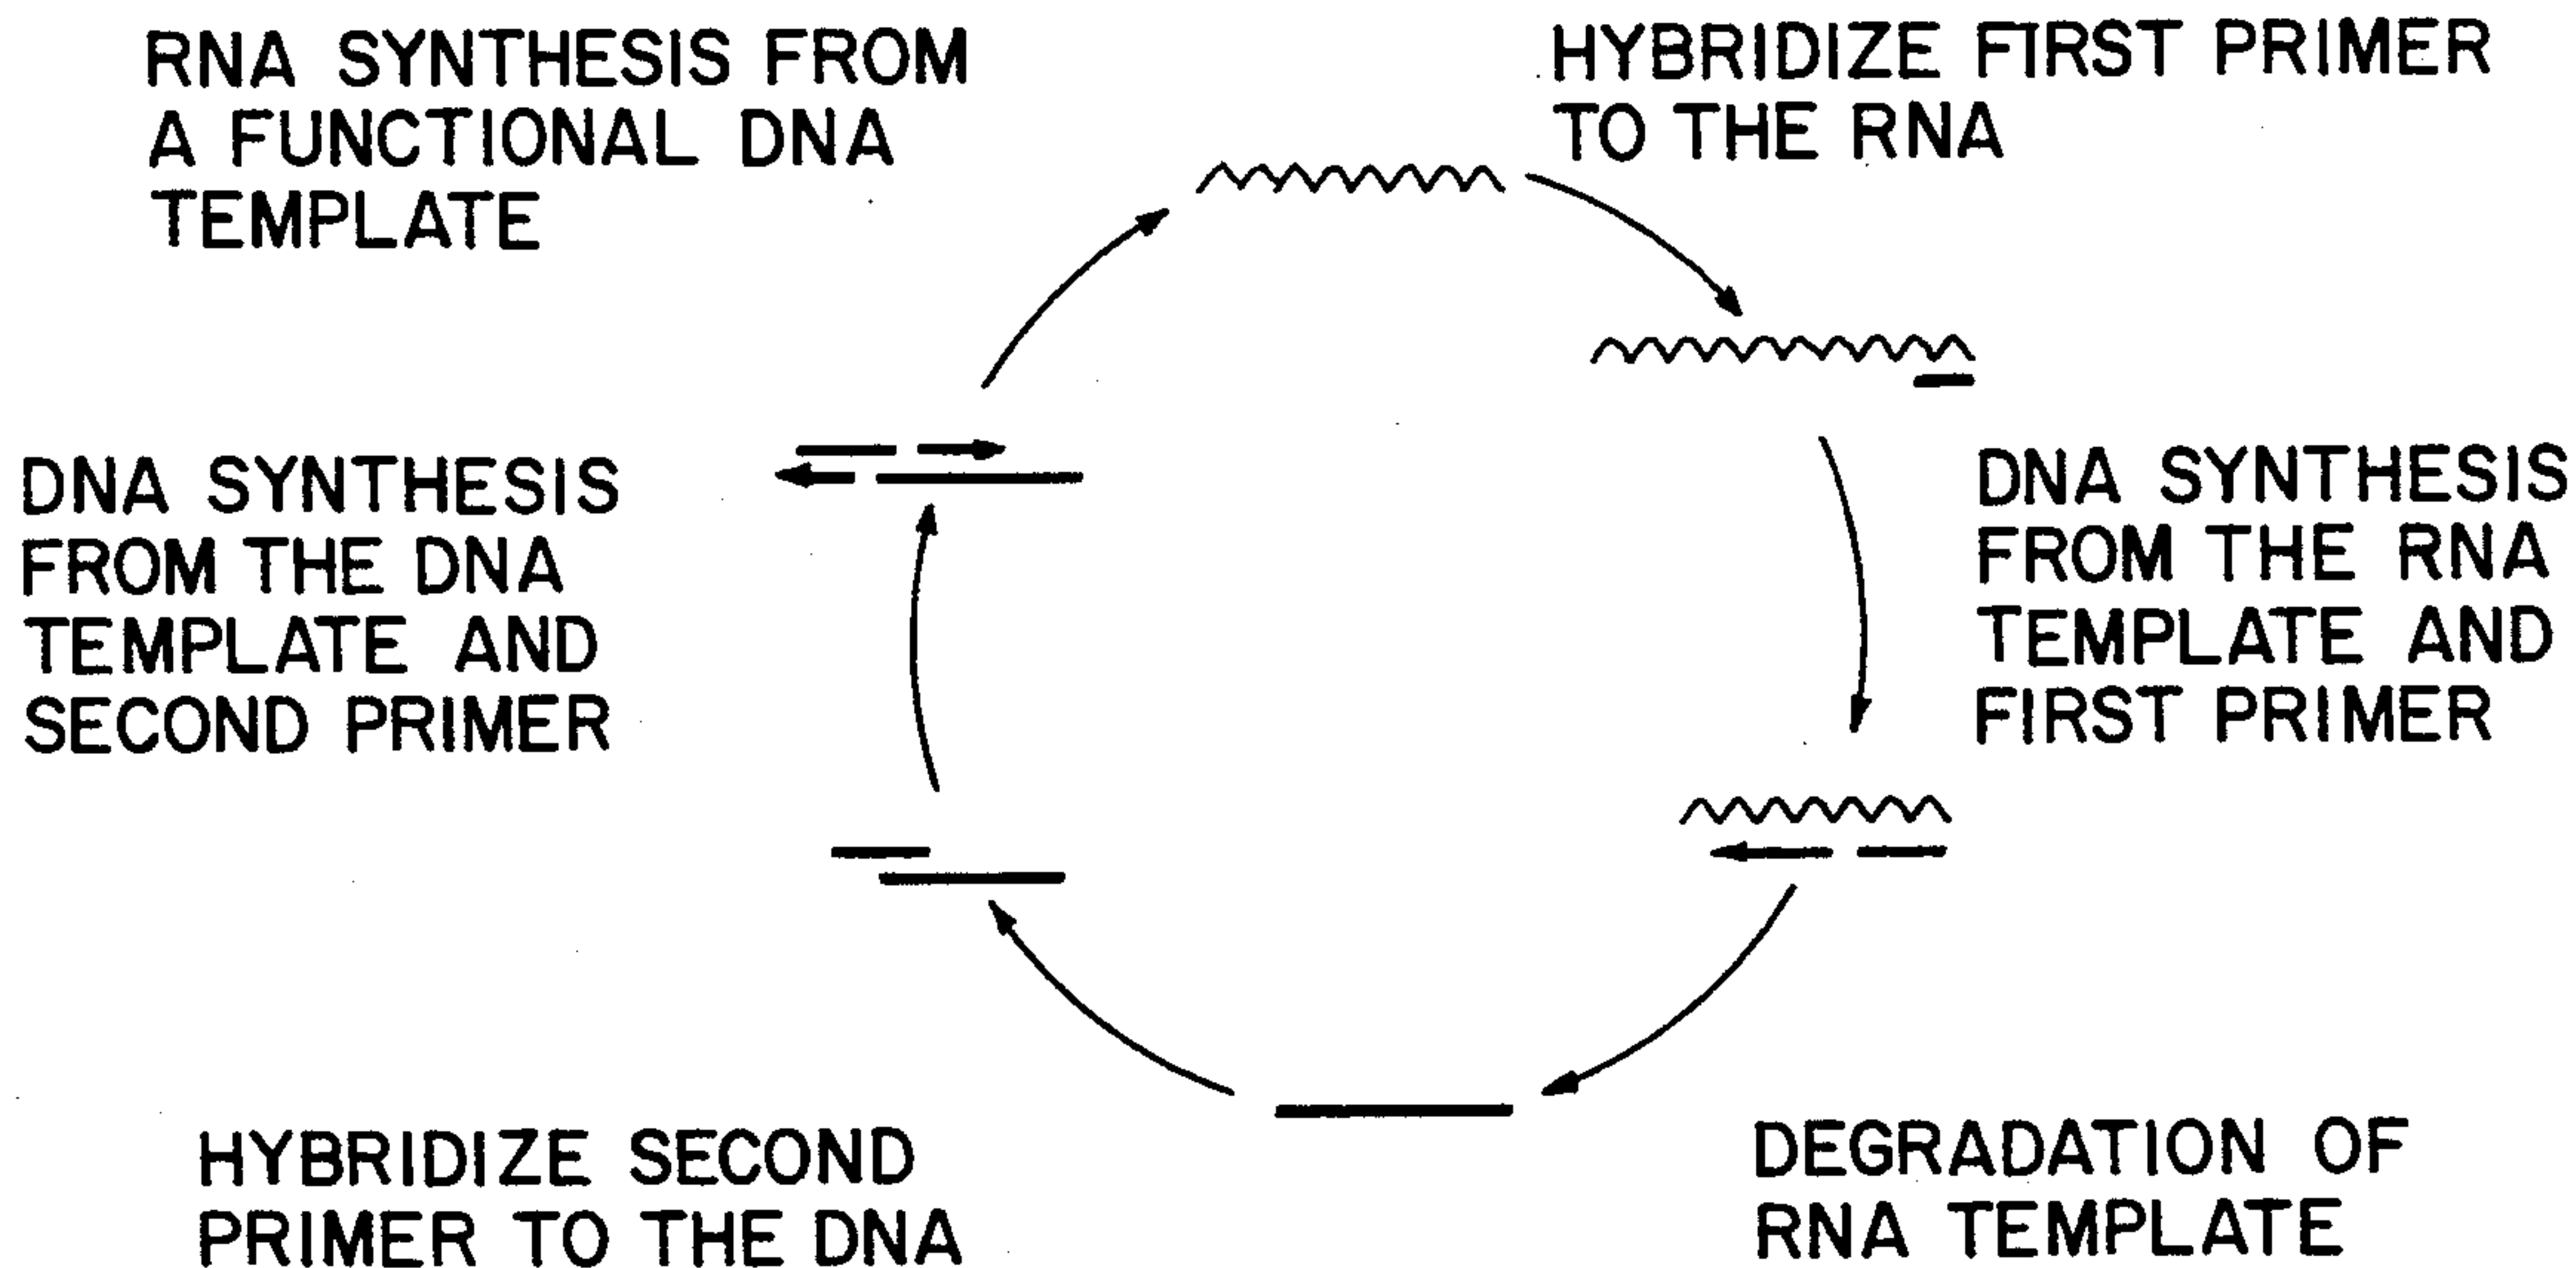 RNA SYNTHESIS FROM
A FUNCTIONAL DNA
TEMPLATE
HYBRIDIZE FIRST PRIMER
TO THE RNA
DNA SYNTHESIS
FROM THE RNA
TEMPLATE AND
FIRST PRIMER
DEGRADATION OF
RNA TEMPLATE
HYBRIDIZE SECOND
PRIMER TO THE DNA
DNA SYNTHESIS
FROM THE DNA
TEMPLATE AND
SECOND PRIMER